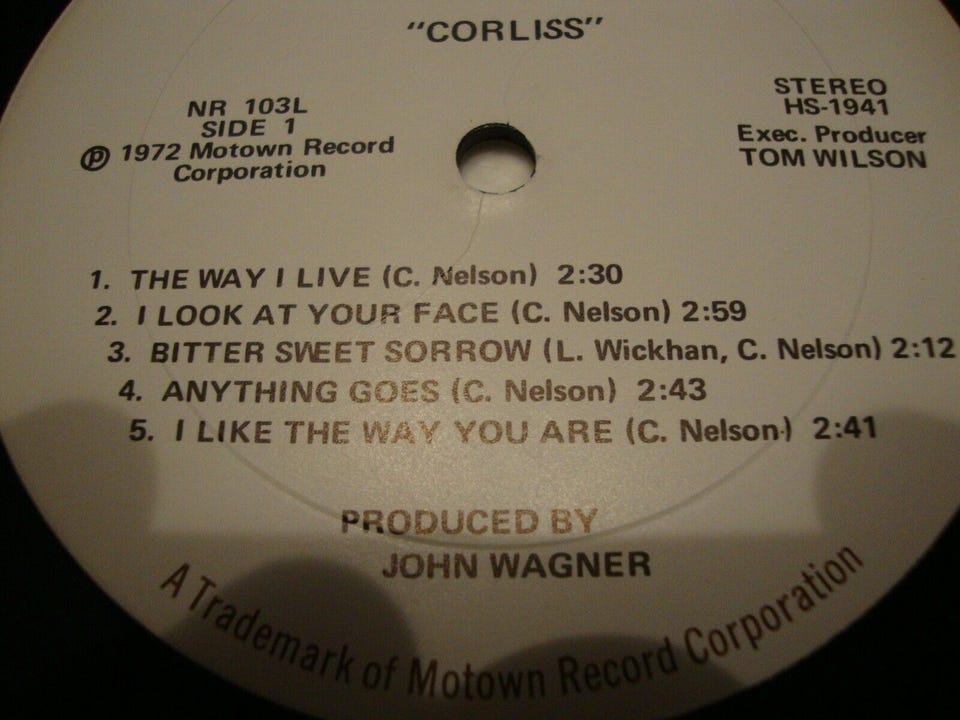 "CORLISS"
NR 103L
SIDE 1
℗ 1972 Motown Record
Corporation
STEREO
HS-1941
Exec. Producer
TOM WILSON
1. THE WAY I LIVE (C. Nelson) 2:30
2. I LOOK AT YOUR FACE (C. Nelson) 2:59
3. BITTER SWEET SORROW (L. Wickhan, C. Nelson) 2:12
4. ANYTHING GOES (C. Nelson) 2:43
5. I LIKE THE WAY YOU ARE (C. Nelson) 2:41
PRODUCED BY
JOHN WAGNER
A Trademark of Motown Record Corporation